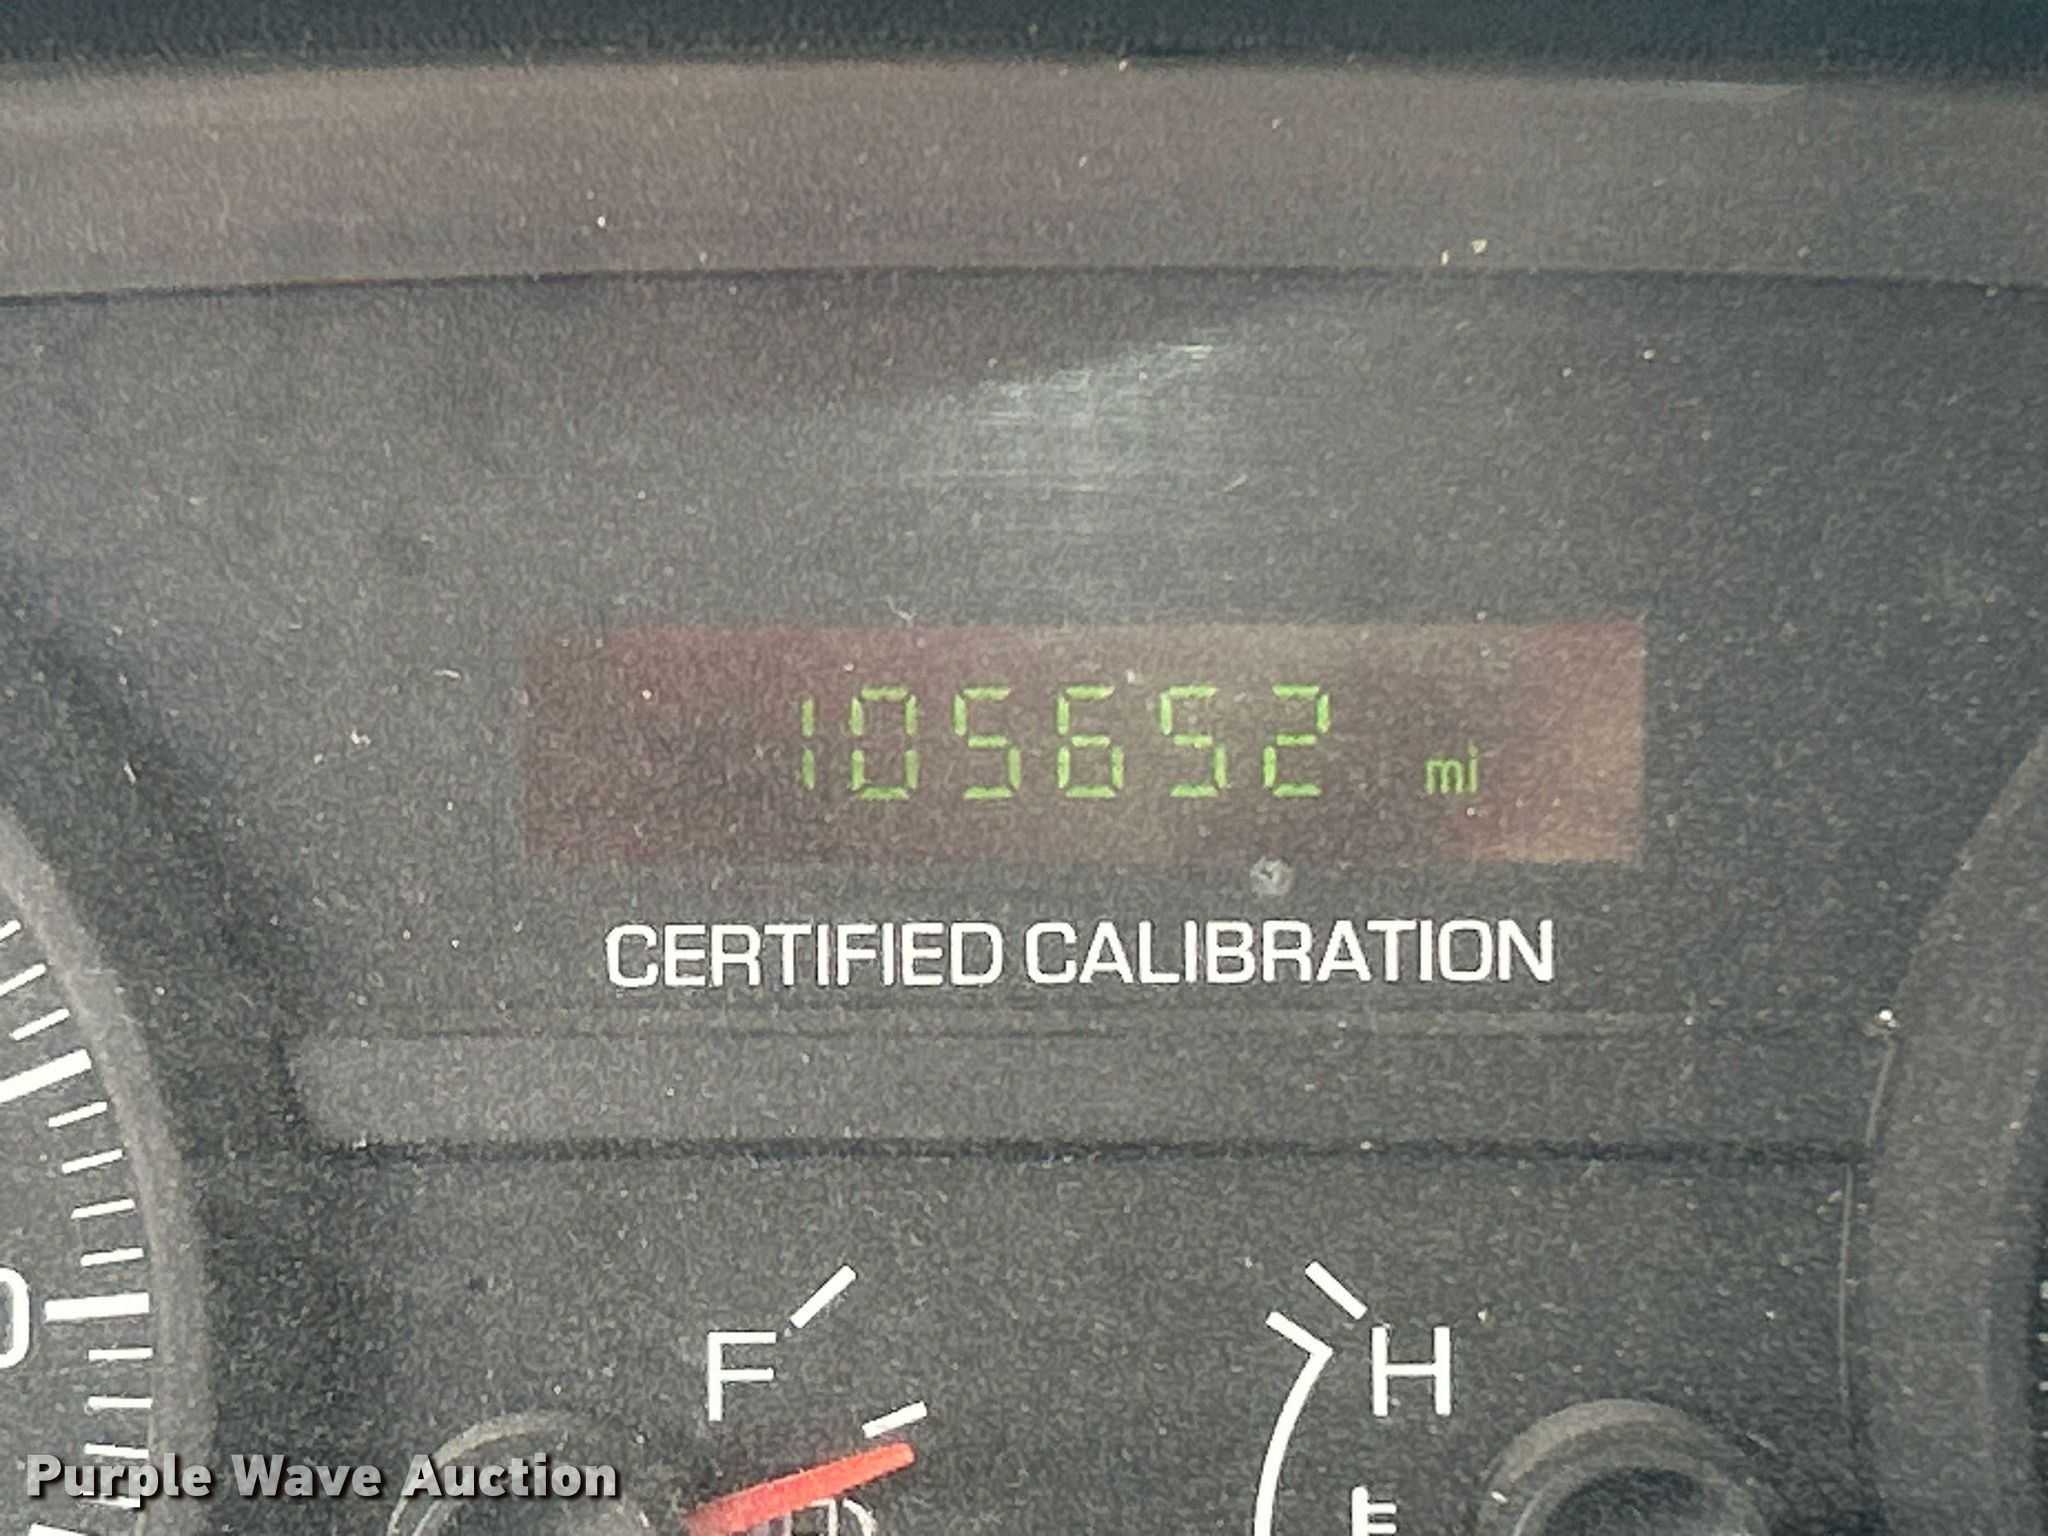 105652 mi
CERTIFIED CALIBRATION
F H
Purple Wave Auction